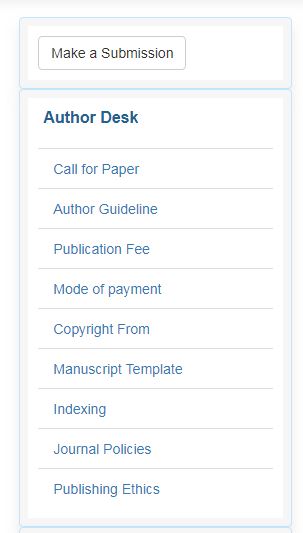 Make a Submission
Author Desk
Call for Paper
Author Guideline
Publication Fee
Mode of payment
Copyright From
Manuscript Template
Indexing
Journal Policies
Publishing Ethics